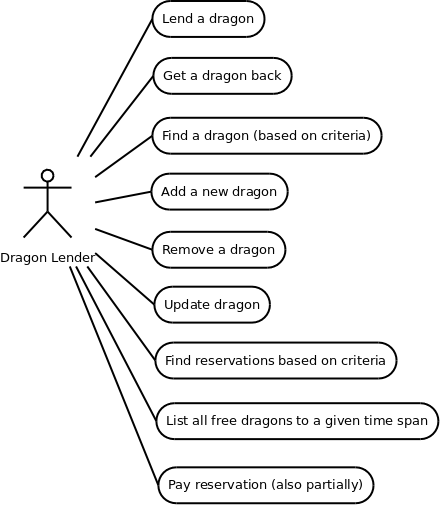 Lend a dragon
Get a dragon back
Find a dragon (based on criteria)
Add a new dragon
Remove a dragon
Dragon Lender
Update dragon
Find reservations based on criteria
List all free dragons to a given time span
Pay reservation (also partially)